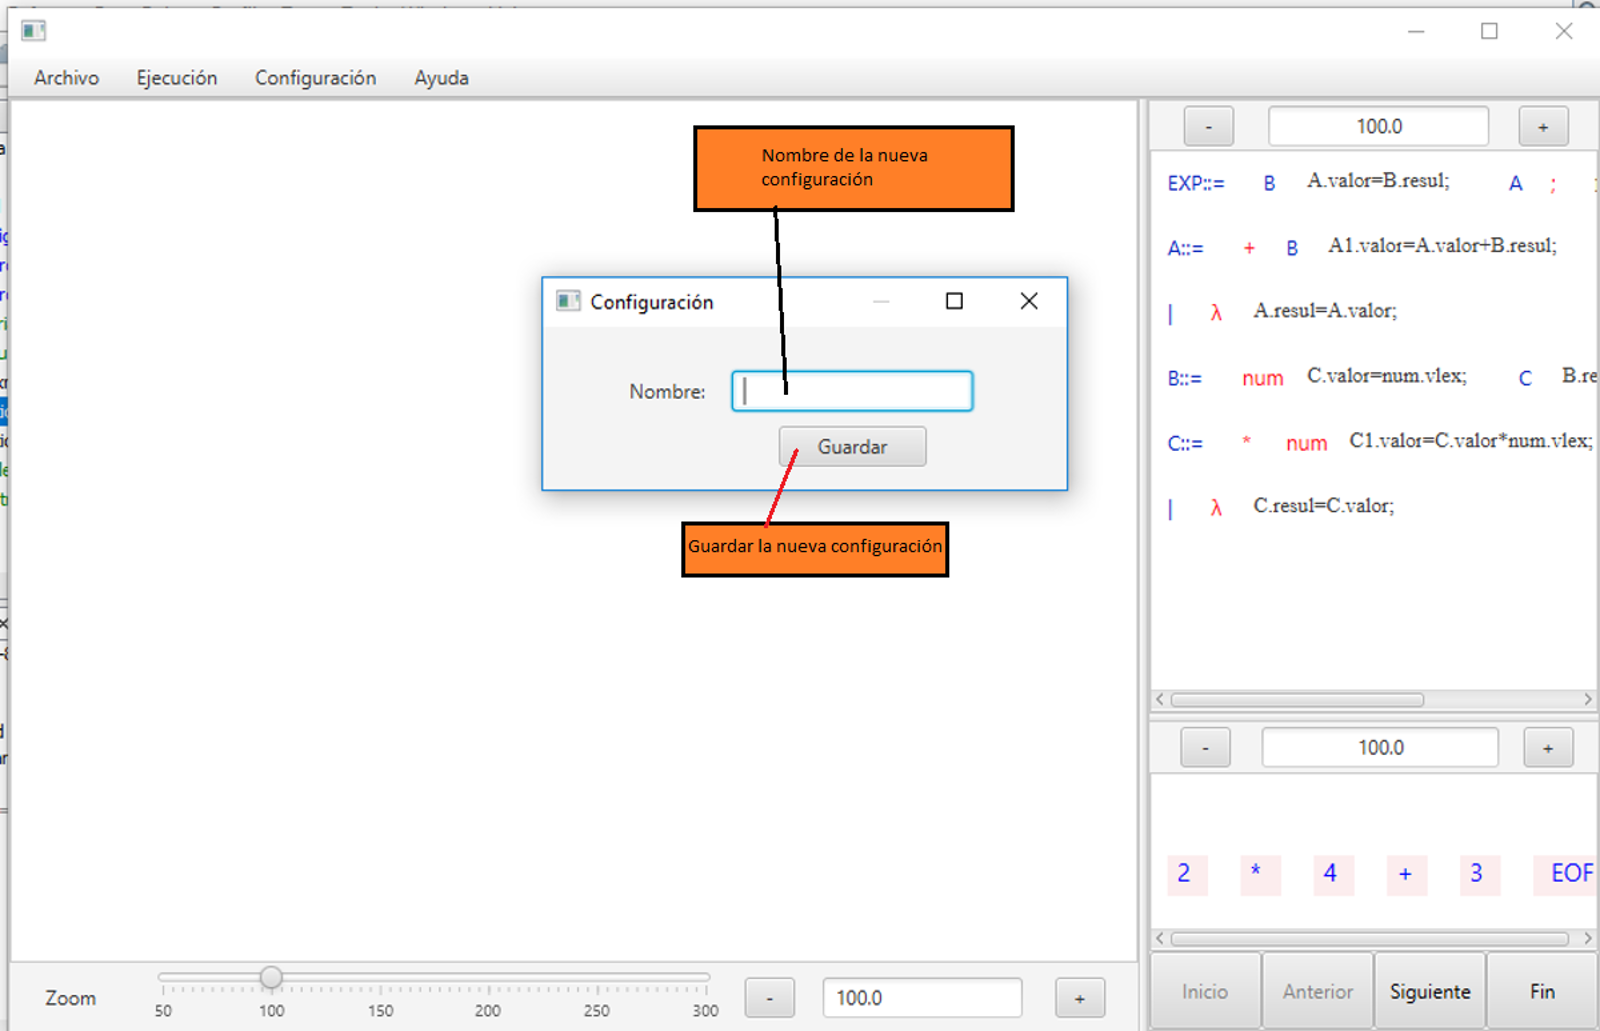 Archivo Ejecución Configuración Ayuda
Nombre de la nueva
configuración
Configuración
Nombre:
Guardar
Guardar la nueva configuración
- 100.0 +
EXP::= B A.valor=B.resul; A ;
A::= + B A1.valor=A.valor+B.resul;
| λ A.resul=A.valor;
B::= num C.valor=num.vlex; C B.re
C::= * num C1.valor=C.valor*num.vlex;
| λ C.resul=C.valor;
- 100.0 +
2 * 4 + 3 EOF
Zoom
50 100 150 200 250 300
- 100.0 +
Inicio Anterior Siguiente Fin